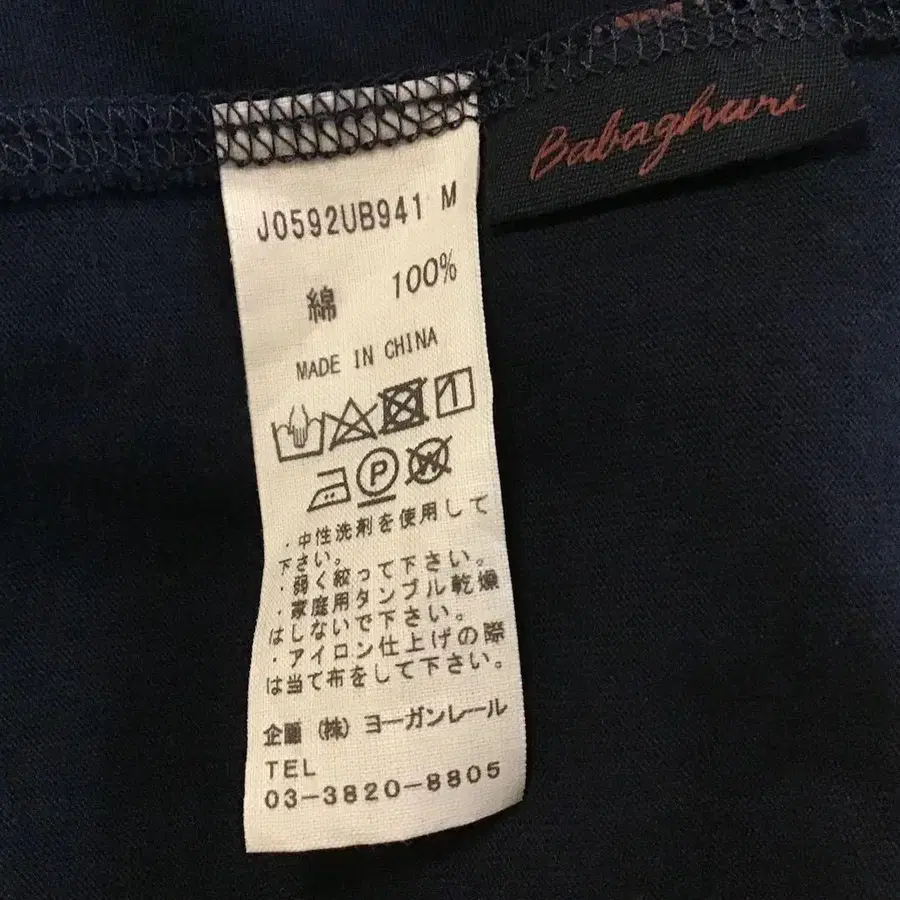 Babaghuri
J0592UB941 M
綿 100%
MADE IN CHINA
P
W
・中性洗剤を使用して
下さい。
・弱く絞って下さい。
・家庭用タンブル乾燥
はしないで下さい。
・アイロン仕上げの際
は当て布をして下さい。
企画 (株) ヨーガンレール
TEL
03-3820-8805